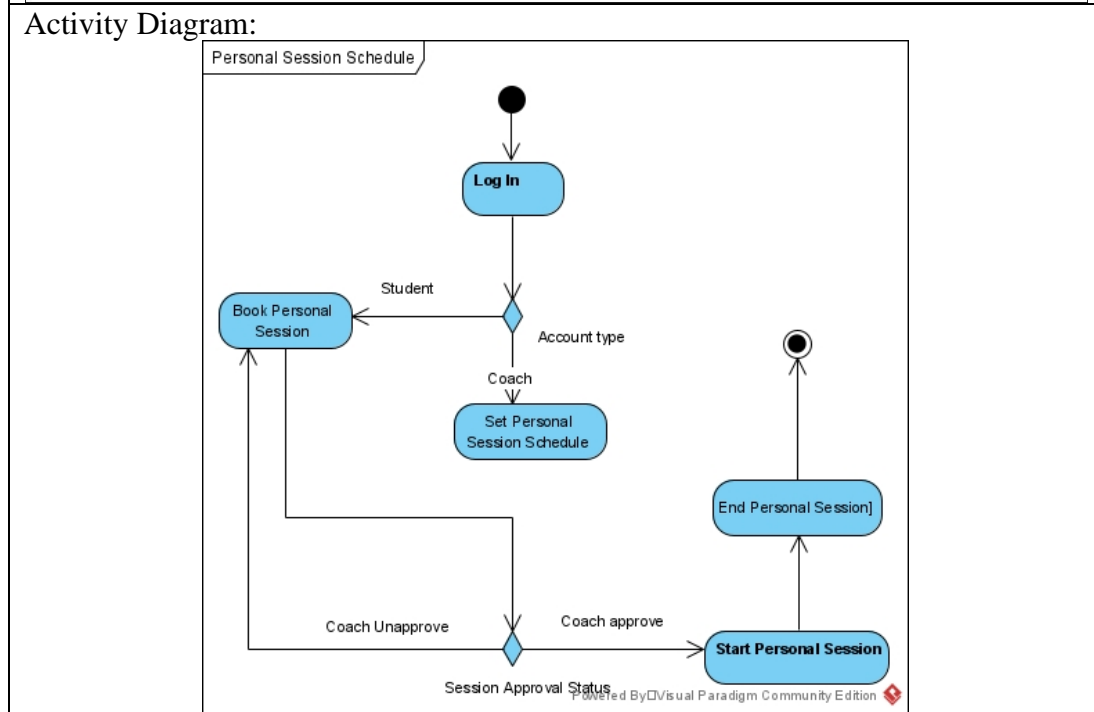 Activity Diagram:
Personal Session Schedule
Log In
Student
Book Personal
Session
Account type
Coach
Set Personal
Session Schedule
End Personal Session]
Coach Unapprove
Coach approve
Start Personal Session
Session Approval Status
Powered By□Visual Paradigm Community Edition